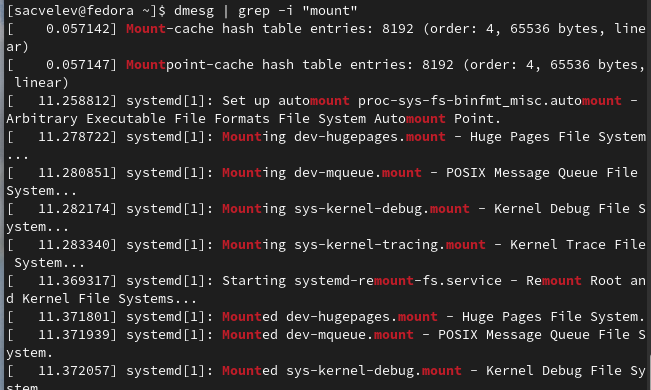 [sacvelev@fedora ~]$ dmesg | grep -i "mount"
[    0.057142] Mount-cache hash table entries: 8192 (order: 4, 65536 bytes, line
ar)
[    0.057147] Mountpoint-cache hash table entries: 8192 (order: 4, 65536 bytes,
 linear)
[   11.258812] systemd[1]: Set up automount proc-sys-fs-binfmt_misc.automount -
Arbitrary Executable File Formats File System Automount Point.
[   11.278722] systemd[1]: Mounting dev-hugepages.mount - Huge Pages File System
...
[   11.280851] systemd[1]: Mounting dev-mqueue.mount - POSIX Message Queue File
System...
[   11.282174] systemd[1]: Mounting sys-kernel-debug.mount - Kernel Debug File S
ystem...
[   11.283340] systemd[1]: Mounting sys-kernel-tracing.mount - Kernel Trace File
 System...
[   11.369317] systemd[1]: Starting systemd-remount-fs.service - Remount Root an
d Kernel File Systems...
[   11.371801] systemd[1]: Mounted dev-hugepages.mount - Huge Pages File System.
[   11.371939] systemd[1]: Mounted dev-mqueue.mount - POSIX Message Queue File S
ystem.
[   11.372057] systemd[1]: Mounted sys-kernel-debug.mount - Kernel Debug File Sy
stem.